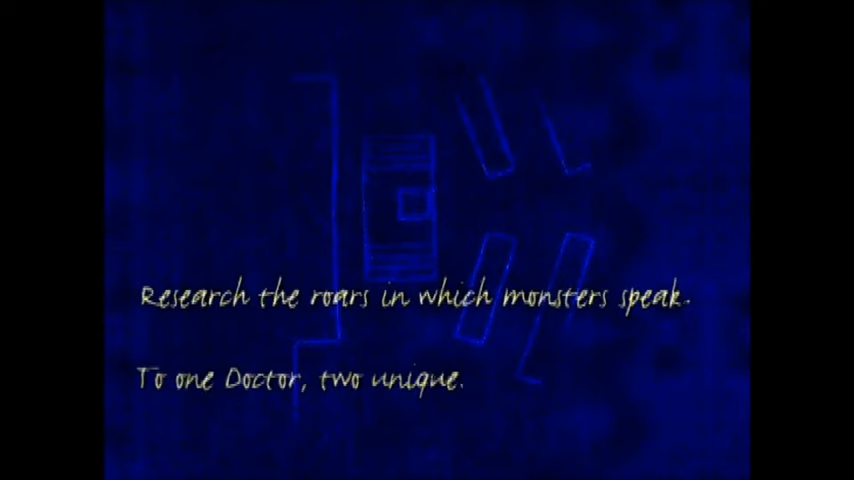 Research the roars in which monsters speak.
To one Doctor, two unique.